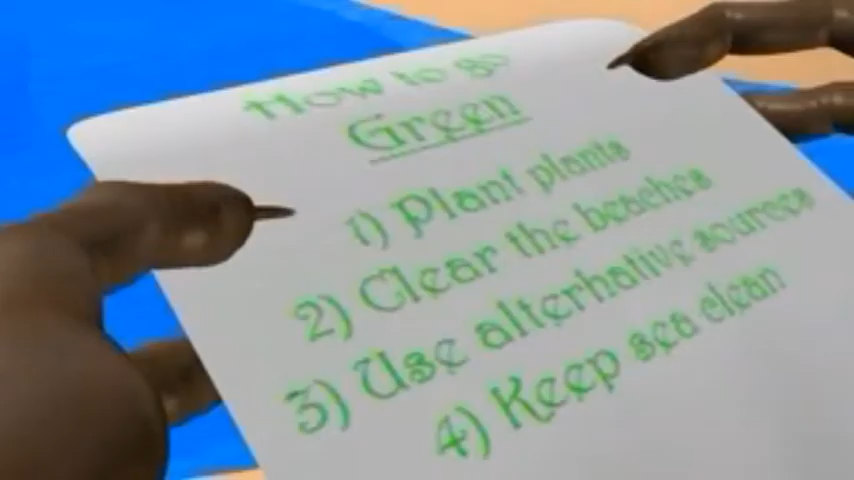 How to go
Green
1) Plant plants
2) Clear the beaches
3) Use alternative sources
4) Keep sea clean